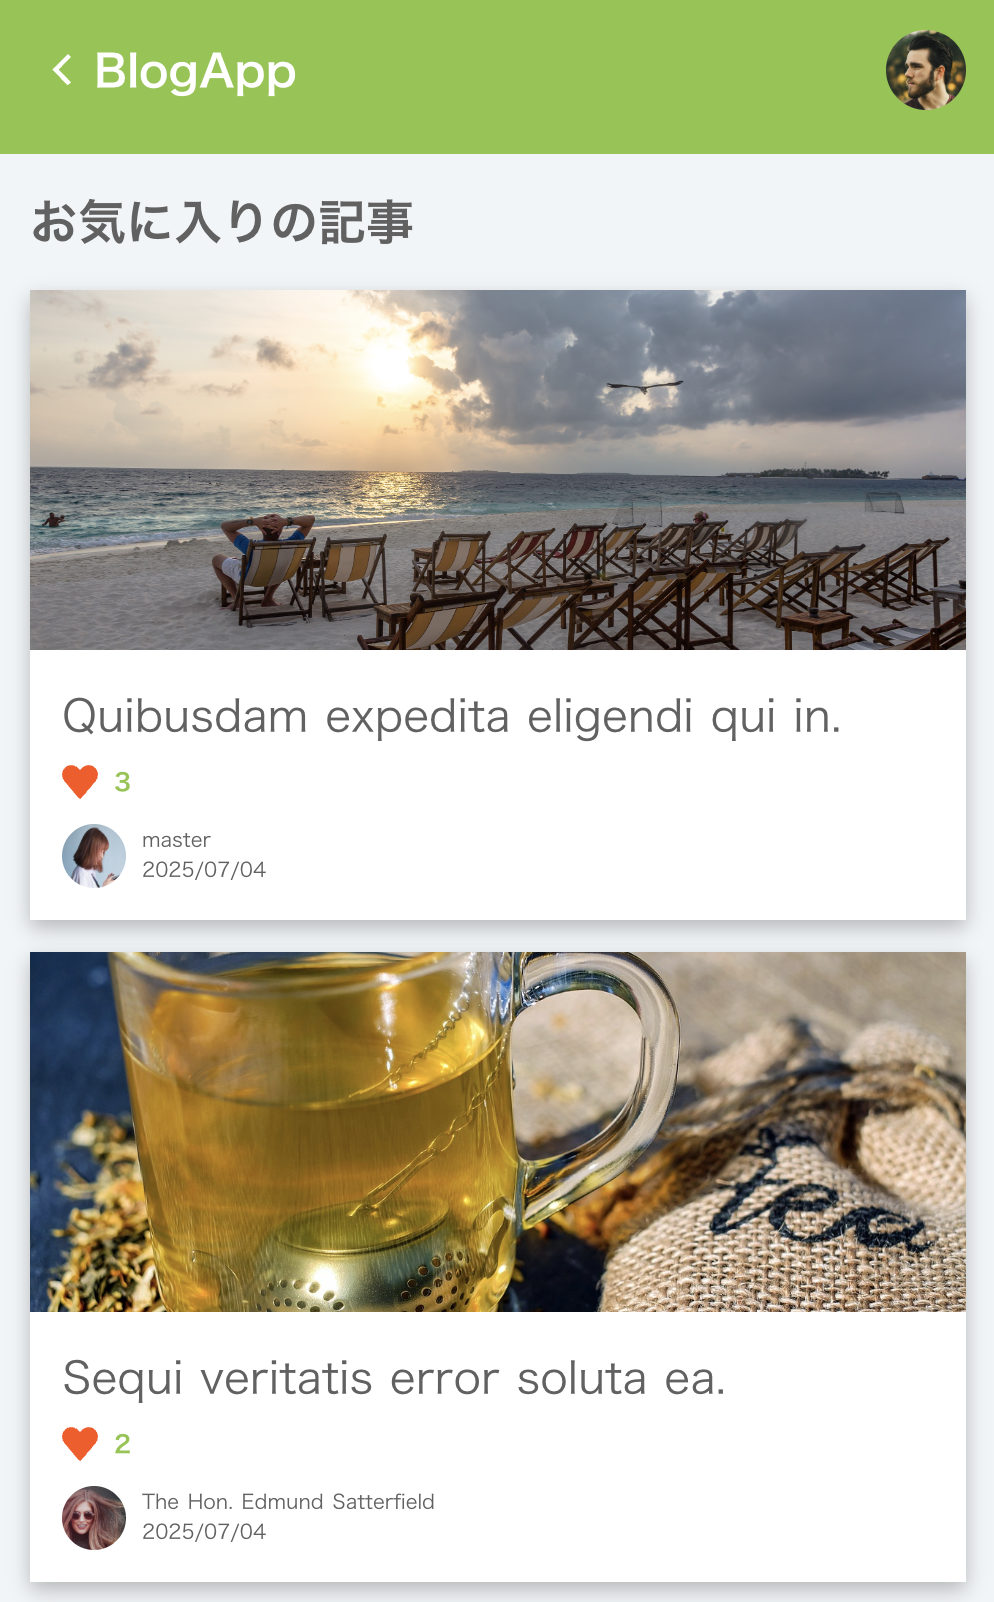 BlogApp
お気に入りの記事
Quibusdam expedita eligendi qui in.
3
master
2025/07/04
tea
Sequi veritatis error soluta ea.
2
The Hon. Edmund Satterfield
2025/07/04